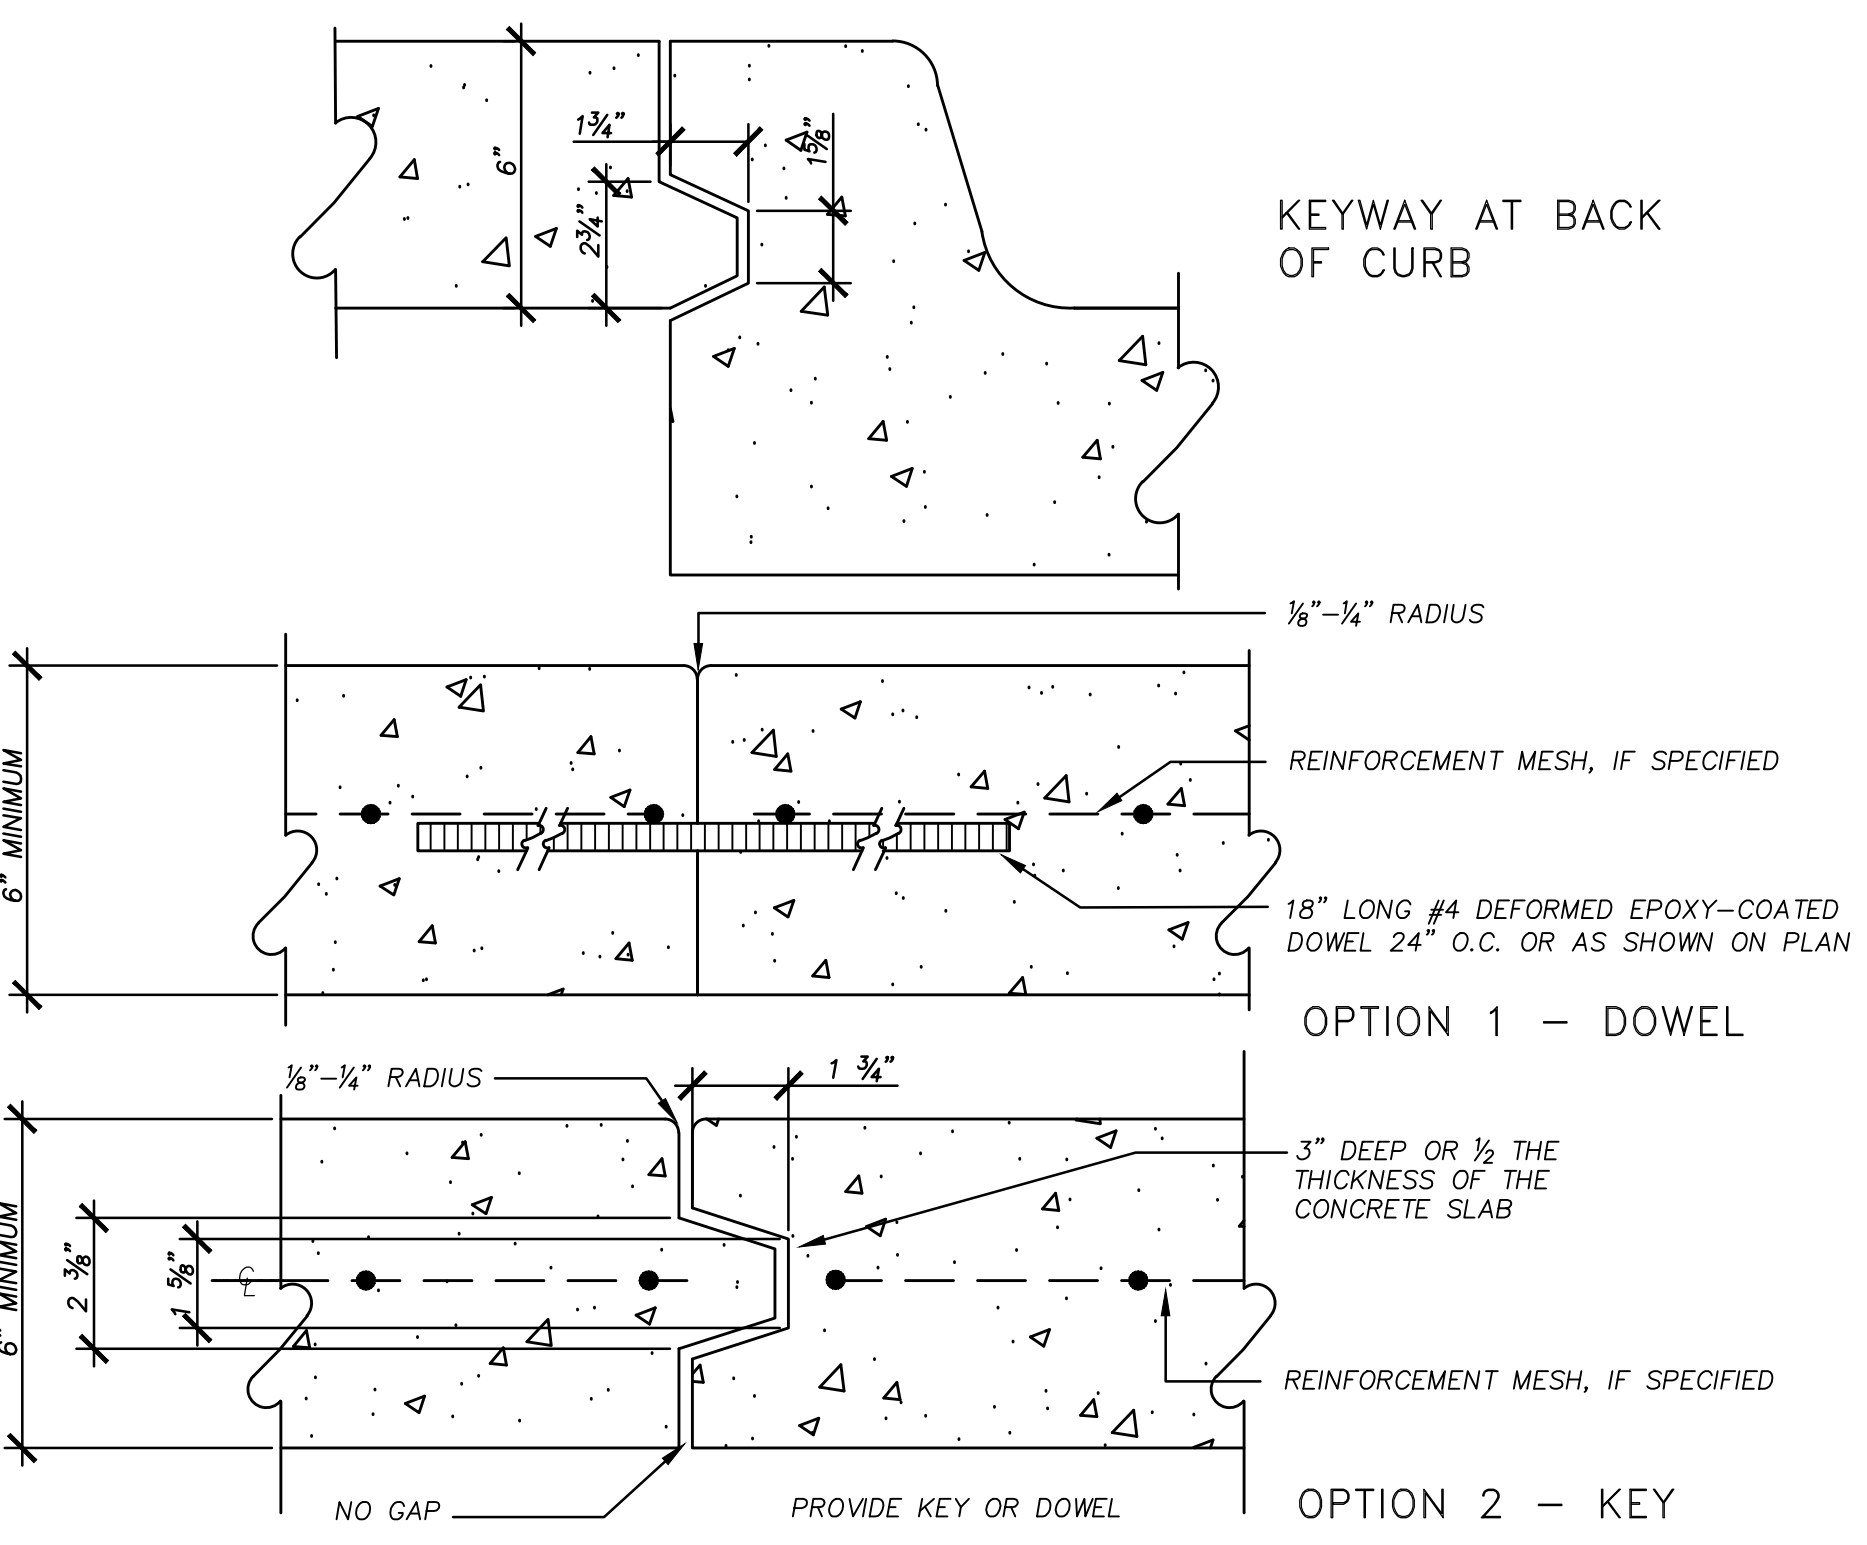 6"
1¾"
1⅝"
2¾"
KEYWAY AT BACK
OF CURB
⅛"–¼" RADIUS
REINFORCEMENT MESH, IF SPECIFIED
6" MINIMUM
18" LONG #4 DEFORMED EPOXY–COATED
DOWEL 24" O.C. OR AS SHOWN ON PLAN
OPTION 1 – DOWEL
⅛"–¼" RADIUS
1 ¾"
3" DEEP OR ½ THE
THICKNESS OF THE
CONCRETE SLAB
6" MINIMUM
2 ⅜"
1 ⅝"
CL
REINFORCEMENT MESH, IF SPECIFIED
NO GAP
PROVIDE KEY OR DOWEL
OPTION 2 – KEY